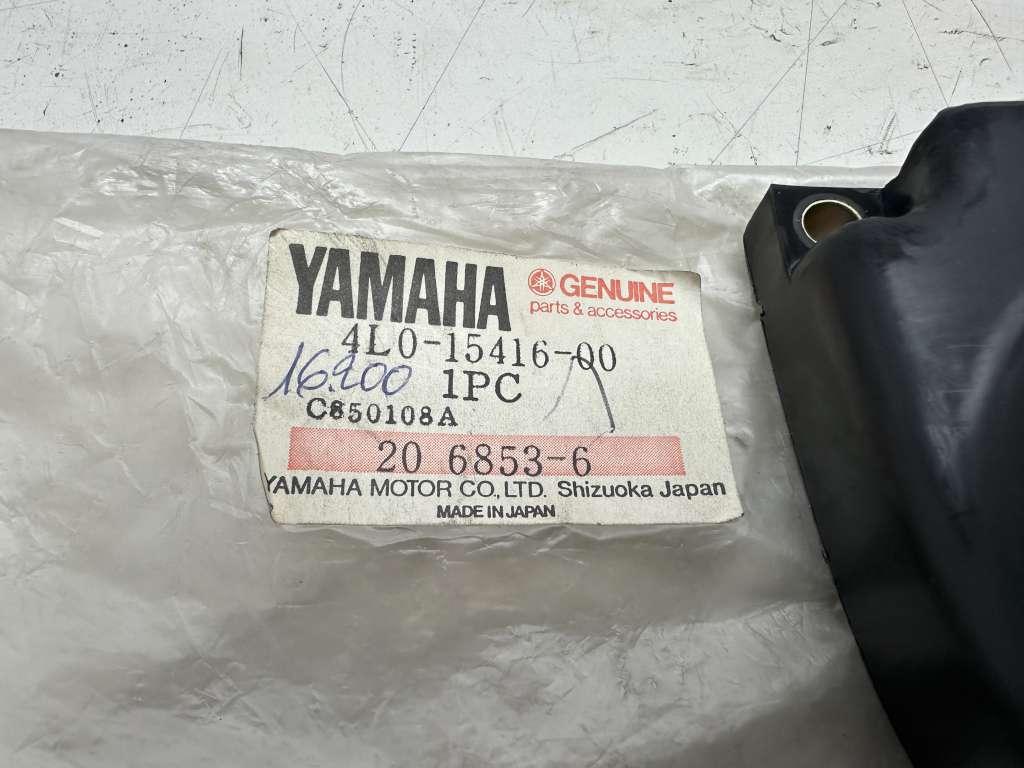 YAMAHA
GENUINE
parts & accessories
4L0-15416-00
16.900 1PC
C850108A
20 6853-6
YAMAHA MOTOR CO., LTD. Shizuoka Japan
MADE IN JAPAN